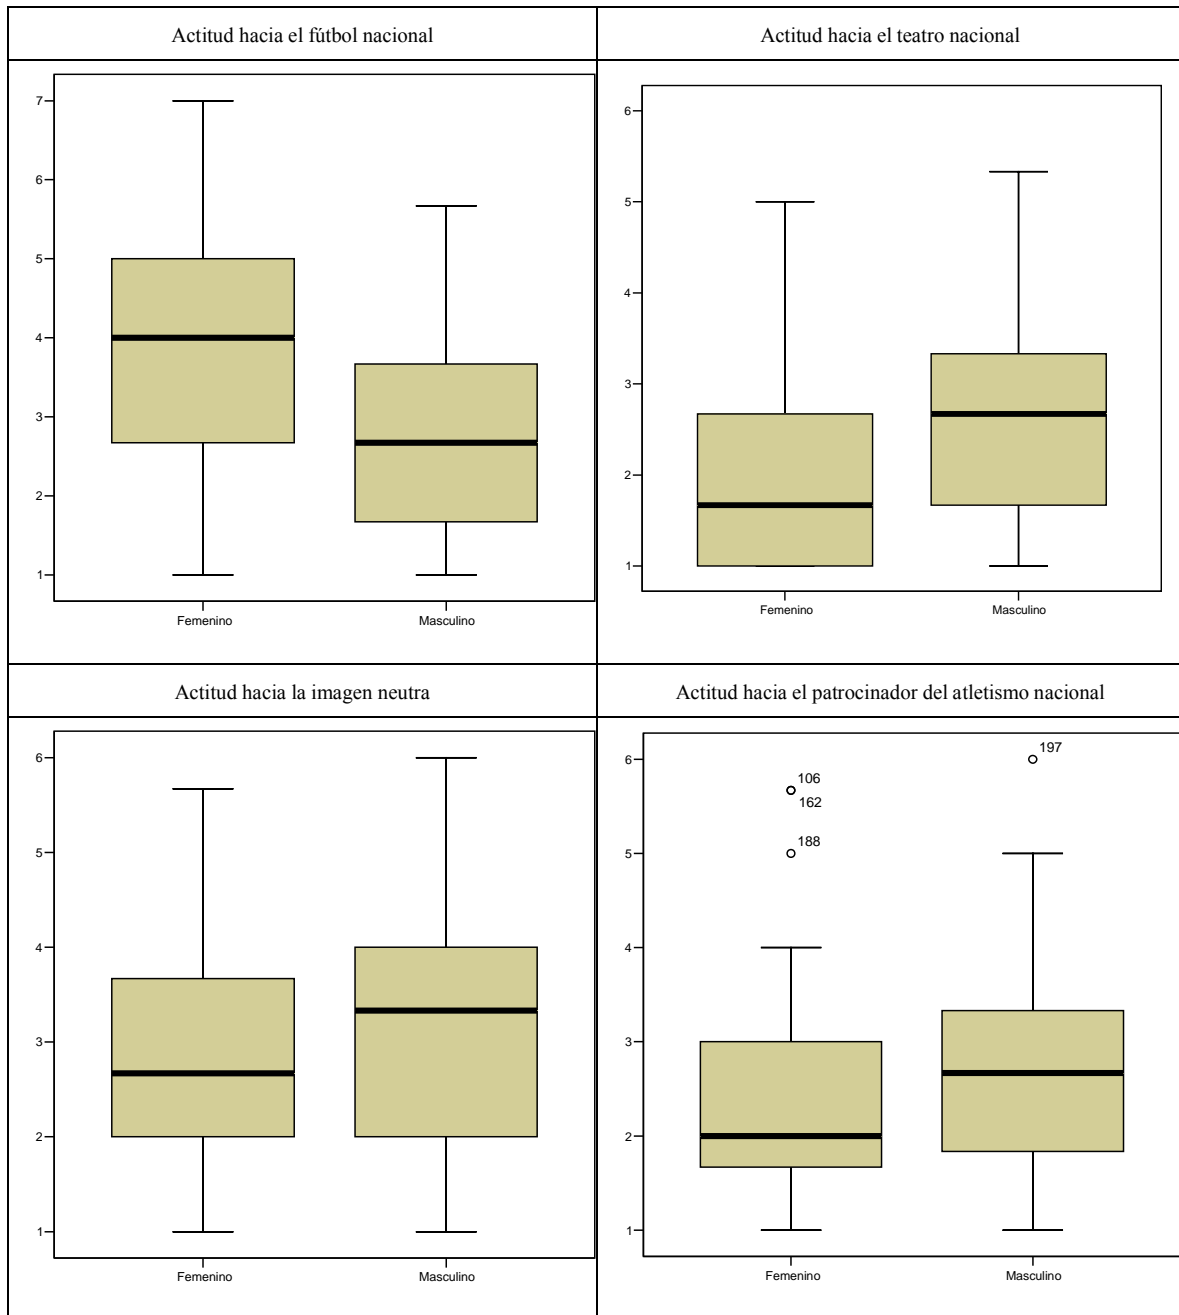 Actitud hacia el fútbol nacional
Actitud hacia el teatro nacional
7
6
5
4
3
2
1
Femenino
Masculino
6
5
4
3
2
1
Femenino
Masculino
Actitud hacia la imagen neutra
Actitud hacia el patrocinador del atletismo nacional
6
5
4
3
2
1
Femenino
Masculino
6
5
4
3
2
1
106
162
188
197
Femenino
Masculino